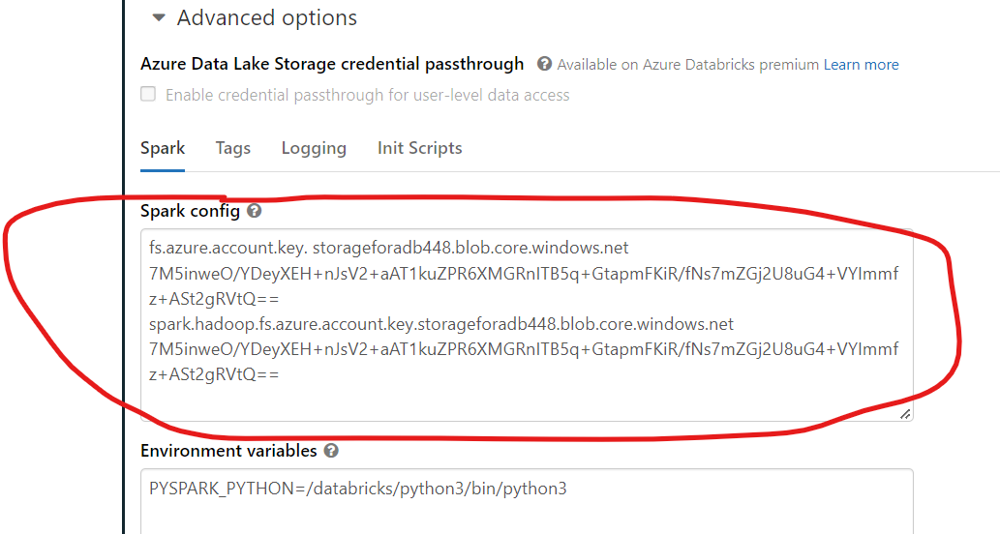 Advanced options
Azure Data Lake Storage credential passthrough Available on Azure Databricks premium Learn more
Enable credential passthrough for user-level data access
Spark Tags Logging Init Scripts
Spark config
fs.azure.account.key. storageforadb448.blob.core.windows.net
7M5inweO/YDeyXEH+nJsV2+aAT1kuZPR6XMGRnITB5q+GtapmFKiR/fNs7mZGj2U8uG4+VYImmf
z+ASt2gRVtQ==
spark.hadoop.fs.azure.account.key.storageforadb448.blob.core.windows.net
7M5inweO/YDeyXEH+nJsV2+aAT1kuZPR6XMGRnITB5q+GtapmFKiR/fNs7mZGj2U8uG4+VYImmf
z+ASt2gRVtQ==
Environment variables
PYSPARK_PYTHON=/databricks/python3/bin/python3